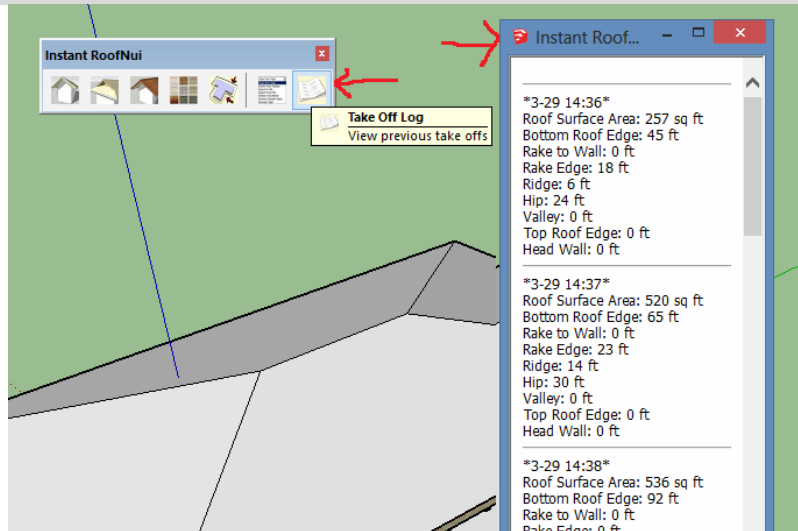 Instant RoofNui
Take Off Log
View previous take offs
Instant Roof...
*3-29 14:36*
Roof Surface Area: 257 sq ft
Bottom Roof Edge: 45 ft
Rake to Wall: 0 ft
Rake Edge: 18 ft
Ridge: 6 ft
Hip: 24 ft
Valley: 0 ft
Top Roof Edge: 0 ft
Head Wall: 0 ft
*3-29 14:37*
Roof Surface Area: 520 sq ft
Bottom Roof Edge: 65 ft
Rake to Wall: 0 ft
Rake Edge: 23 ft
Ridge: 14 ft
Hip: 30 ft
Valley: 0 ft
Top Roof Edge: 0 ft
Head Wall: 0 ft
*3-29 14:38*
Roof Surface Area: 536 sq ft
Bottom Roof Edge: 92 ft
Rake to Wall: 0 ft
Rake Edge: 0 ft